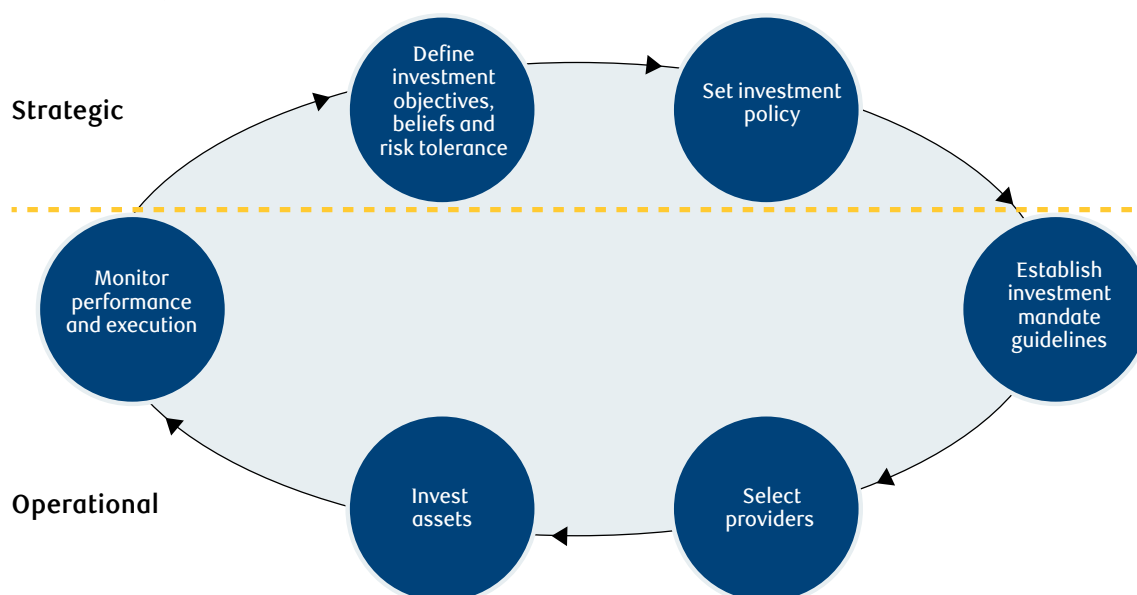 Strategic
Define
investment
objectives,
beliefs and
risk tolerance
Set investment
policy
Monitor
performance
and execution
Establish
investment
mandate
guidelines
Operational
Invest
assets
Select
providers